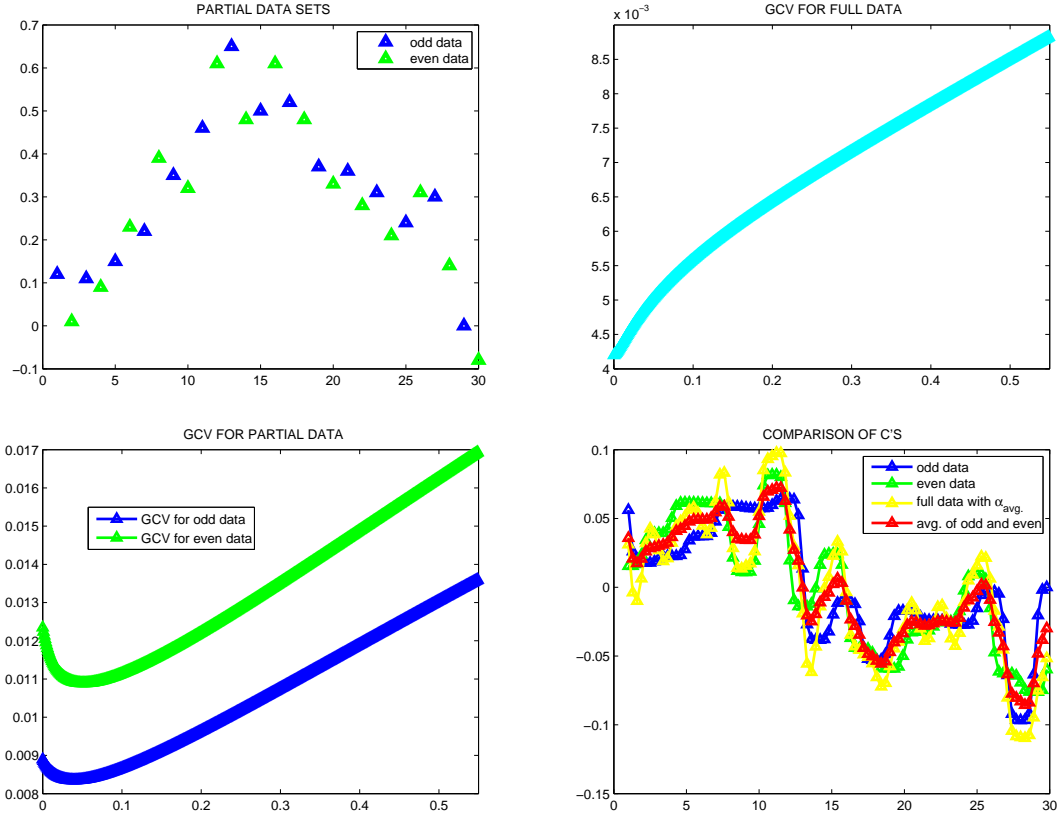 PARTIAL DATA SETS
0.7
0.6
0.5
0.4
0.3
0.2
0.1
0
−0.1
0 5 10 15 20 25 30
odd data
even data
GCV FOR FULL DATA
x 10⁻³
8.5
8
7.5
7
6.5
6
5.5
5
4.5
4
0 0.1 0.2 0.3 0.4 0.5
GCV FOR PARTIAL DATA
0.017
0.016
0.015
0.014
0.013
0.012
0.011
0.01
0.009
0.008
0 0.1 0.2 0.3 0.4 0.5
GCV for odd data
GCV for even data
COMPARISON OF C'S
0.1
0.05
0
−0.05
−0.1
−0.15
0 5 10 15 20 25 30
odd data
even data
full data with α avg.
avg. of odd and even